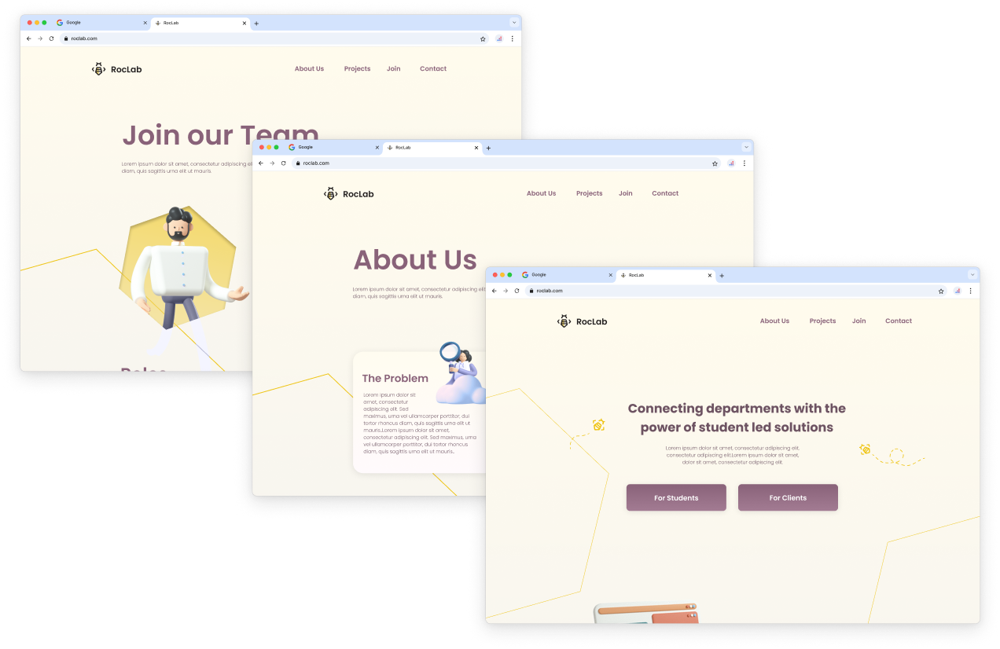 Google
RocLab
roclab.com
RocLab
About Us
Projects
Join
Contact
Join our Team
Lorem ipsum dolor sit amet, consectetur adipiscing el
diam, quis sagittis urna elit ut mauris.
Google
RocLab
roclab.com
RocLab
About Us
Projects
Join
Contact
About Us
Lorem ipsum dolor sit amet, consectetur adipiscing elit
diam, quis sagittis urna elit ut mauris.
The Problem
Lorem ipsum dolor sit
amet, consectetur
adipiscing elit. Sed
maximus, urna vel ullamcorper porttitor, dui
tortor rhoncus diam, quis sagittis urna elit ut
mauris.Lorem ipsum dolor sit amet,
consectetur adipiscing elit. Sed maximus, urna
vel ullamcorper porttitor, dui tortor rhoncus
diam, quis sagittis urna elit ut mauris..
Google
RocLab
roclab.com
RocLab
About Us
Projects
Join
Contact
Connecting departments with the
power of student led solutions
Lorem ipsum dolor sit amet, consectetur adipiscing elit.
consectetur adipiscing elit.Lorem ipsum dolor sit amet,
dolor sit amet, consectetur adipiscing elit.
For Students
For Clients